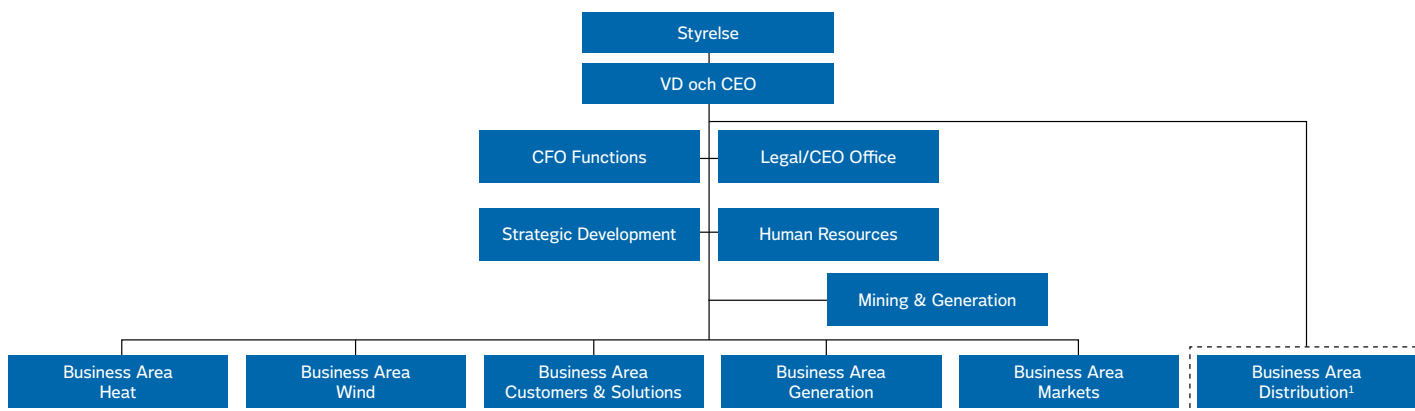 Styrelse
VD och CEO
CFO Functions
Legal/CEO Office
Strategic Development
Human Resources
Mining & Generation
Business Area
Heat
Business Area
Wind
Business Area
Customers & Solutions
Business Area
Generation
Business Area
Markets
Business Area
Distribution¹